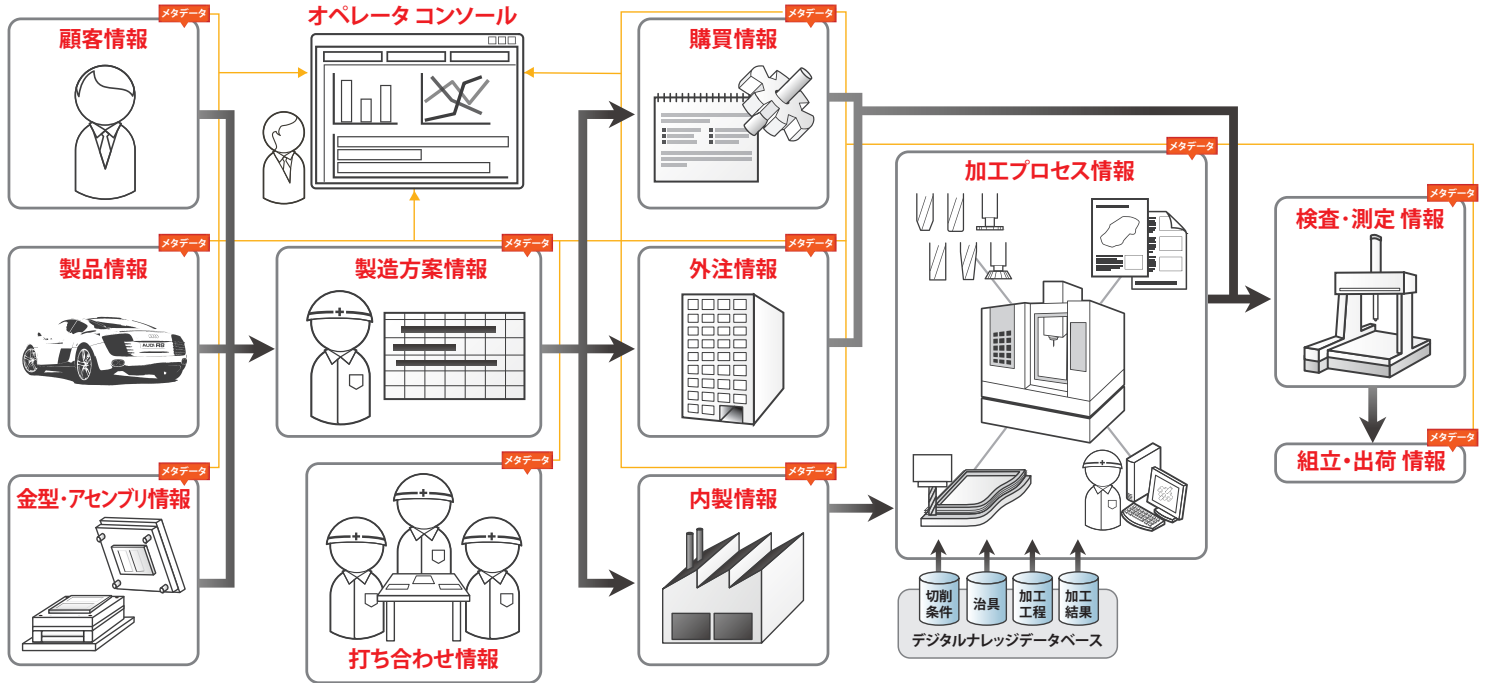 メタデータ
顧客情報
オペレータ コンソール
メタデータ
購買情報
メタデータ
加工プロセス情報
メタデータ
検査・測定 情報
メタデータ
製品情報
AUDI R8
メタデータ
製造方案情報
メタデータ
外注情報
メタデータ
組立・出荷 情報
メタデータ
金型・アセンブリ情報
メタデータ
打ち合わせ情報
メタデータ
内製情報
切削
条件
治具
加工
工程
加工
結果
デジタルナレッジデータベース